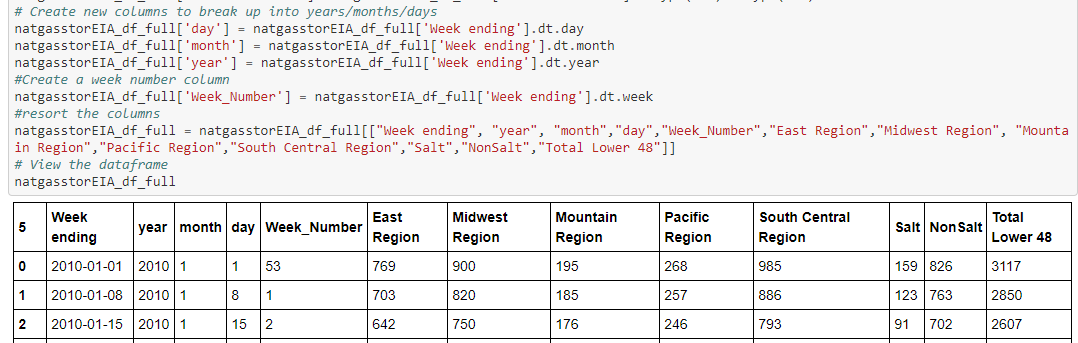 # Create new columns to break up into years/months/days
natgasstorEIA_df_full['day'] = natgasstorEIA_df_full['Week ending'].dt.day
natgasstorEIA_df_full['month'] = natgasstorEIA_df_full['Week ending'].dt.month
natgasstorEIA_df_full['year'] = natgasstorEIA_df_full['Week ending'].dt.year
#Create a week number column
natgasstorEIA_df_full['Week_Number'] = natgasstorEIA_df_full['Week ending'].dt.week
#resort the columns
natgasstorEIA_df_full = natgasstorEIA_df_full[["Week ending", "year", "month","day","Week_Number","East Region","Midwest Region", "Mounta
in Region","Pacific Region","South Central Region","Salt","NonSalt","Total Lower 48"]]
# View the dataframe
natgasstorEIA_df_full
5 Week ending year month day Week_Number East Region Midwest Region Mountain Region Pacific Region South Central Region Salt NonSalt Total Lower 48
0 2010-01-01 2010 1 1 53 769 900 195 268 985 159 826 3117
1 2010-01-08 2010 1 8 1 703 820 185 257 886 123 763 2850
2 2010-01-15 2010 1 15 2 642 750 176 246 793 91 702 2607